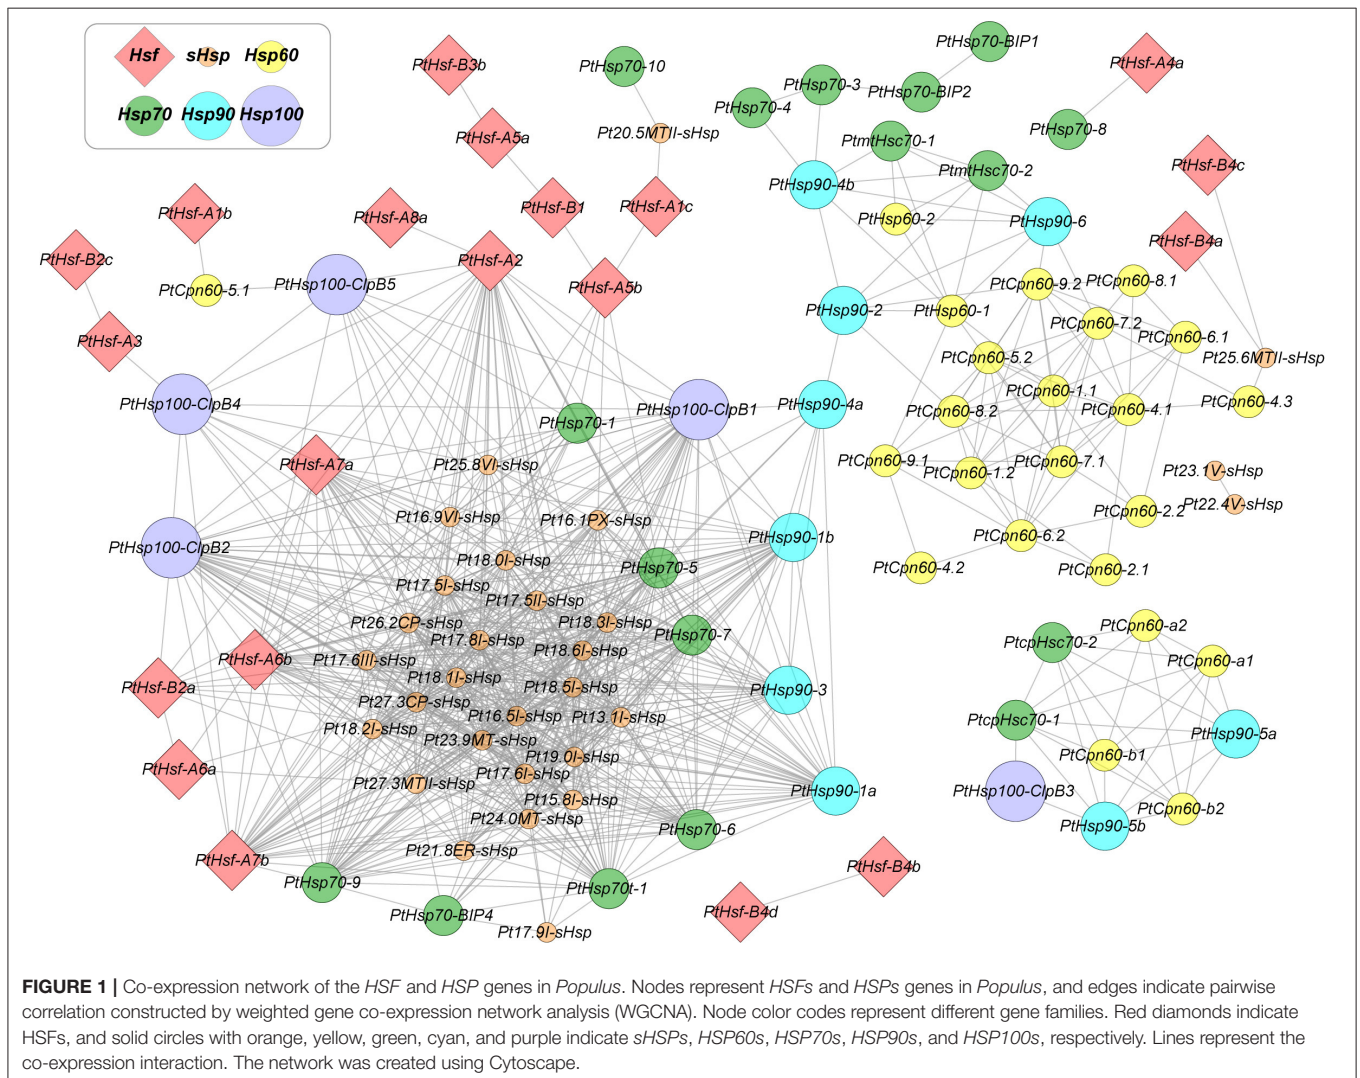 Hsf
sHsp
Hsp60
Hsp70
Hsp90
Hsp100
PtHsf-B3b
PtHsp70-10
PtHsp70-BIP1
PtHsf-A4a
PtHsp70-3
PtHsp70-BIP2
PtHsp70-4
PtHsf-A5a
Pt20.5MTII-sHsp
PtmtHsc70-1
PtHsp70-8
PtHsf-B4c
PtmtHsc70-2
PtHsp90-4b
PtHsf-A1b
PtHsf-A8a
PtHsf-B1
PtHsf-A1c
PtHsp60-2
PtHsp90-6
PtHsf-B4a
PtHsf-B2c
PtHsf-A2
PtHsp100-ClpB5
PtCpn60-5.1
PtHsf-A5b
PtCpn60-9.2
PtCpn60-8.1
PtHsp90-2
PtHsp60-1
PtCpn60-7.2
PtCpn60-6.1
PtHsf-A3
PtCpn60-5.2
Pt25.6MTII-sHsp
PtCpn60-1.1
PtHsp100-ClpB4
PtHsp100-ClpB1
PtHsp90-4a
PtCpn60-8.2
PtCpn60-4.1
PtCpn60-4.3
PtHsp70-1
PtHsf-A7a
Pt25.8VI-sHsp
PtCpn60-9.1
PtCpn60-1.2
PtCpn60-7.1
Pt23.1V-sHsp
Pt22.4V-sHsp
PtCpn60-2.2
Pt16.9VI-sHsp
Pt16.1PX-sHsp
PtHsp90-1b
PtCpn60-6.2
PtHsp100-ClpB2
Pt18.0I-sHsp
PtHsp70-5
PtCpn60-4.2
PtCpn60-2.1
Pt17.5I-sHsp
Pt17.5II-sHsp
Pt26.2CP-sHsp
Pt18.3I-sHsp
PtHsp70-7
Pt17.8I-sHsp
Pt18.6I-sHsp
PtcpHsc70-2
PtCpn60-a2
PtHsf-A6b
Pt17.6III-sHsp
PtCpn60-a1
Pt18.1I-sHsp
Pt18.5I-sHsp
PtHsf-B2a
PtHsp90-3
Pt27.3CP-sHsp
Pt16.5I-sHsp
Pt13.1I-sHsp
PtcpHsc70-1
Pt18.2I-sHsp
Pt23.9MT-sHsp
PtHsp90-5a
Pt19.0I-sHsp
PtCpn60-b1
PtHsf-A6a
Pt17.6I-sHsp
Pt27.3MTII-sHsp
PtHsp90-1a
PtHsp100-ClpB3
Pt15.8I-sHsp
PtCpn60-b2
Pt24.0MT-sHsp
PtHsp70-6
PtHsp90-5b
Pt21.8ER-sHsp
PtHsf-A7b
PtHsf-B4b
PtHsp70-9
PtHsp70t-1
PtHsp70-BIP4
PtHsf-B4d
Pt17.9I-sHsp
FIGURE 1 | Co-expression network of the HSF and HSP genes in Populus. Nodes represent HSFs and HSPs genes in Populus, and edges indicate pairwise
correlation constructed by weighted gene co-expression network analysis (WGCNA). Node color codes represent different gene families. Red diamonds indicate
HSFs, and solid circles with orange, yellow, green, cyan, and purple indicate sHSPs, HSP60s, HSP70s, HSP90s, and HSP100s, respectively. Lines represent the
co-expression interaction. The network was created using Cytoscape.